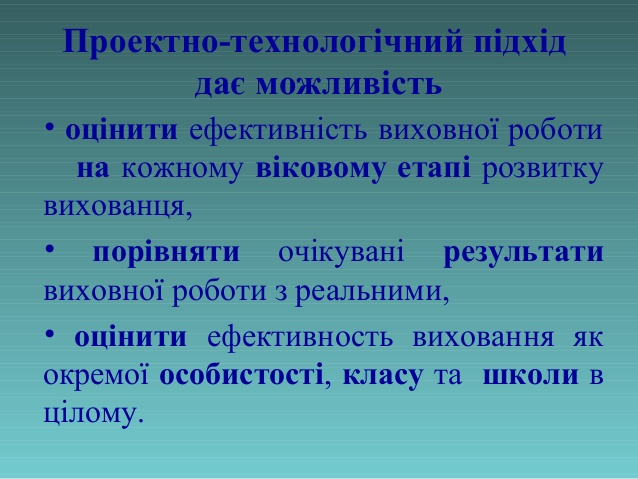 Проектно-технологічний підхід
дає можливість
• оцінити ефективність виховної роботи
на кожному віковому етапі розвитку
вихованця,
• порівняти очікувані результати
виховної роботи з реальними,
• оцінити ефективность виховання як
окремої особистості, класу та школи в
цілому.